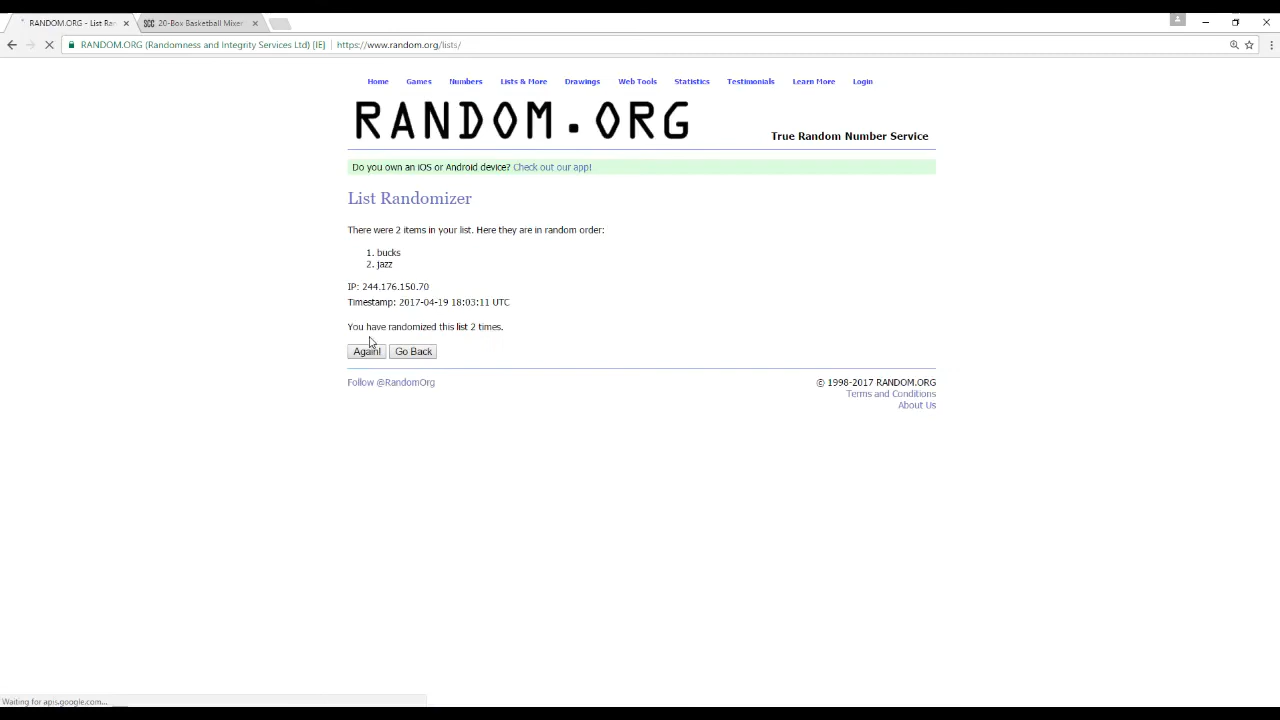 RANDOM.ORG - List Ra
20-Box Basketball Mixer
RANDOM.ORG (Randomness and Integrity Services Ltd) [IE]
https://www.random.org/lists/
Home Games Numbers Lists & More Drawings Web Tools Statistics Testimonials Learn More Login
RANDOM.ORG
True Random Number Service
Do you own an iOS or Android device? Check out our app!
List Randomizer
There were 2 items in your list. Here they are in random order:
1. bucks
2. jazz
IP: 244.176.150.70
Timestamp: 2017-04-19 18:03:11 UTC
You have randomized this list 2 times.
Again! Go Back
Follow @RandomOrg
© 1998-2017 RANDOM.ORG
Terms and Conditions
About Us
Waiting for apis.google.com...